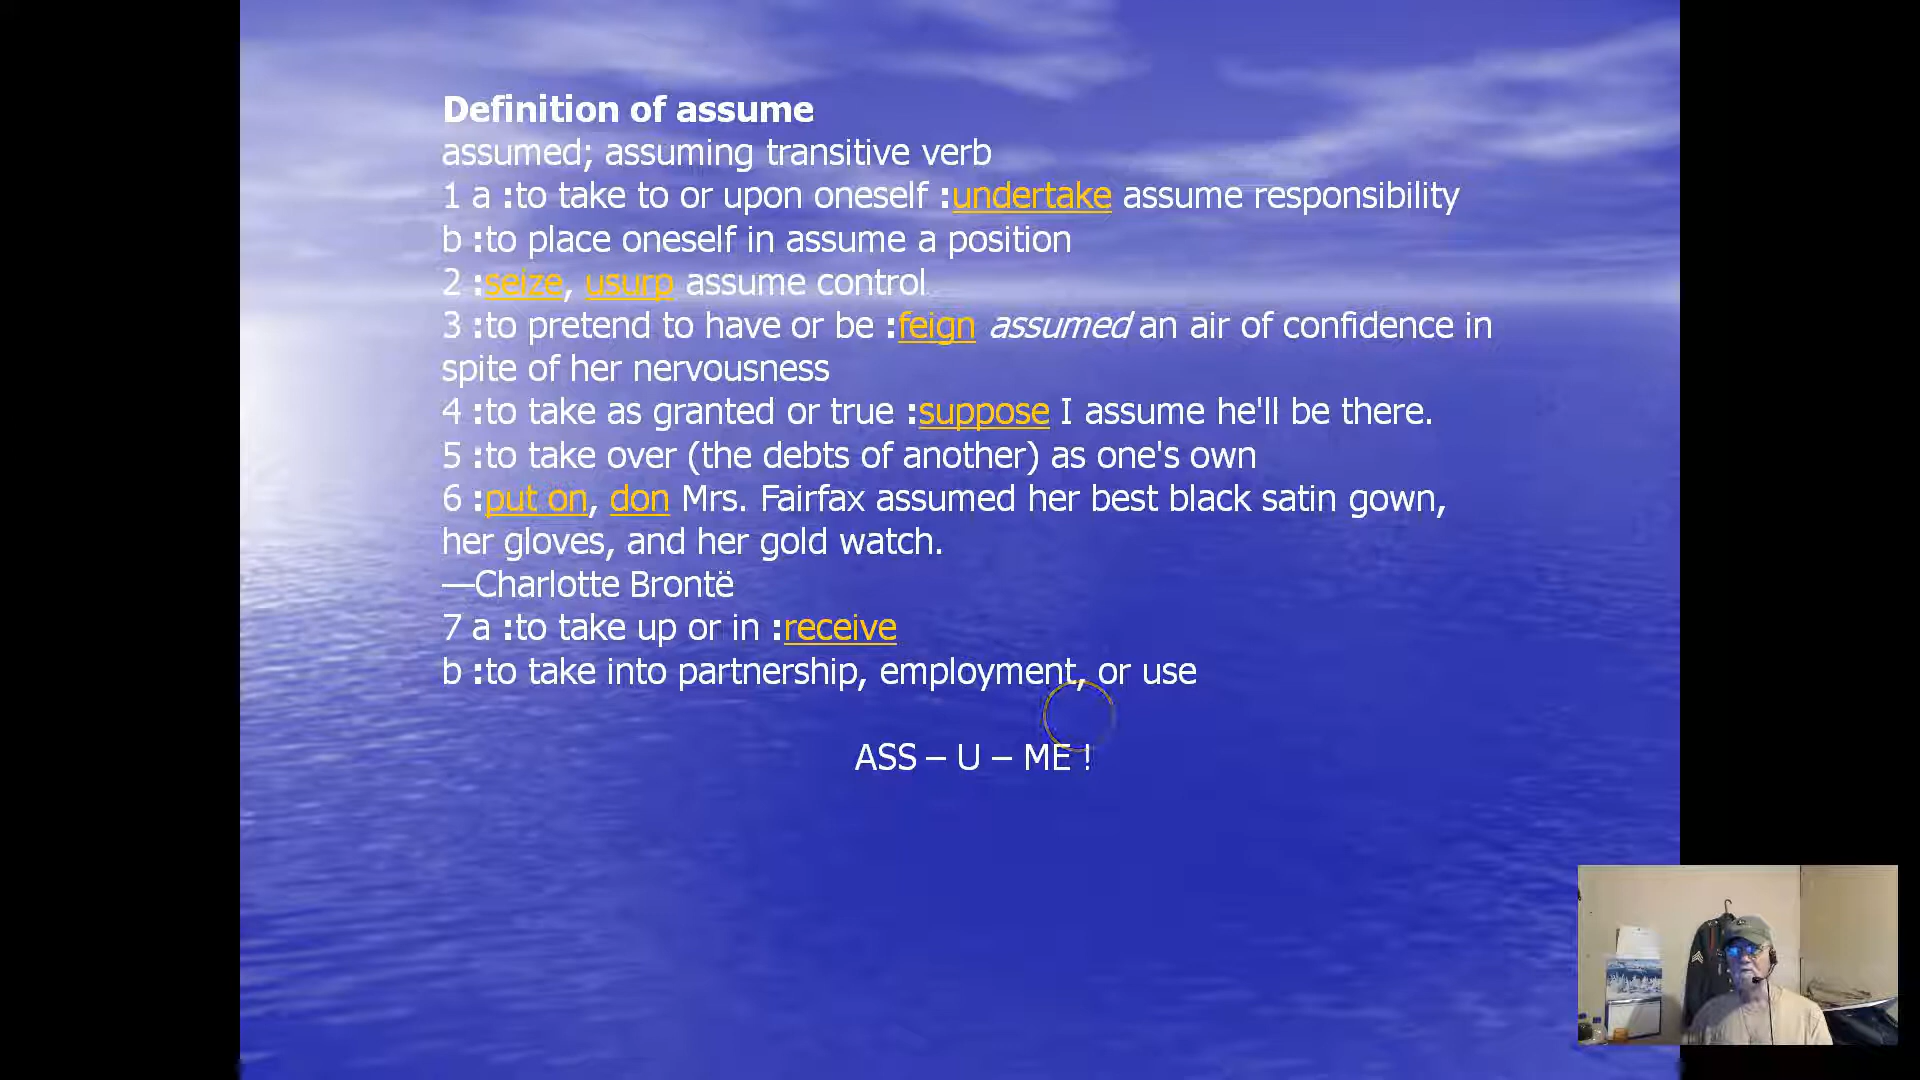 Definition of assume
assumed; assuming transitive verb
1 a :to take to or upon oneself :undertake assume responsibility
b :to place oneself in assume a position
2 :seize, usurp assume control
3 :to pretend to have or be :feign assumed an air of confidence in
spite of her nervousness
4 :to take as granted or true :suppose I assume he'll be there.
5 :to take over (the debts of another) as one's own
6 :put on, don Mrs. Fairfax assumed her best black satin gown,
her gloves, and her gold watch.
—Charlotte Brontë
7 a :to take up or in :receive
b :to take into partnership, employment, or use
ASS – U – ME !